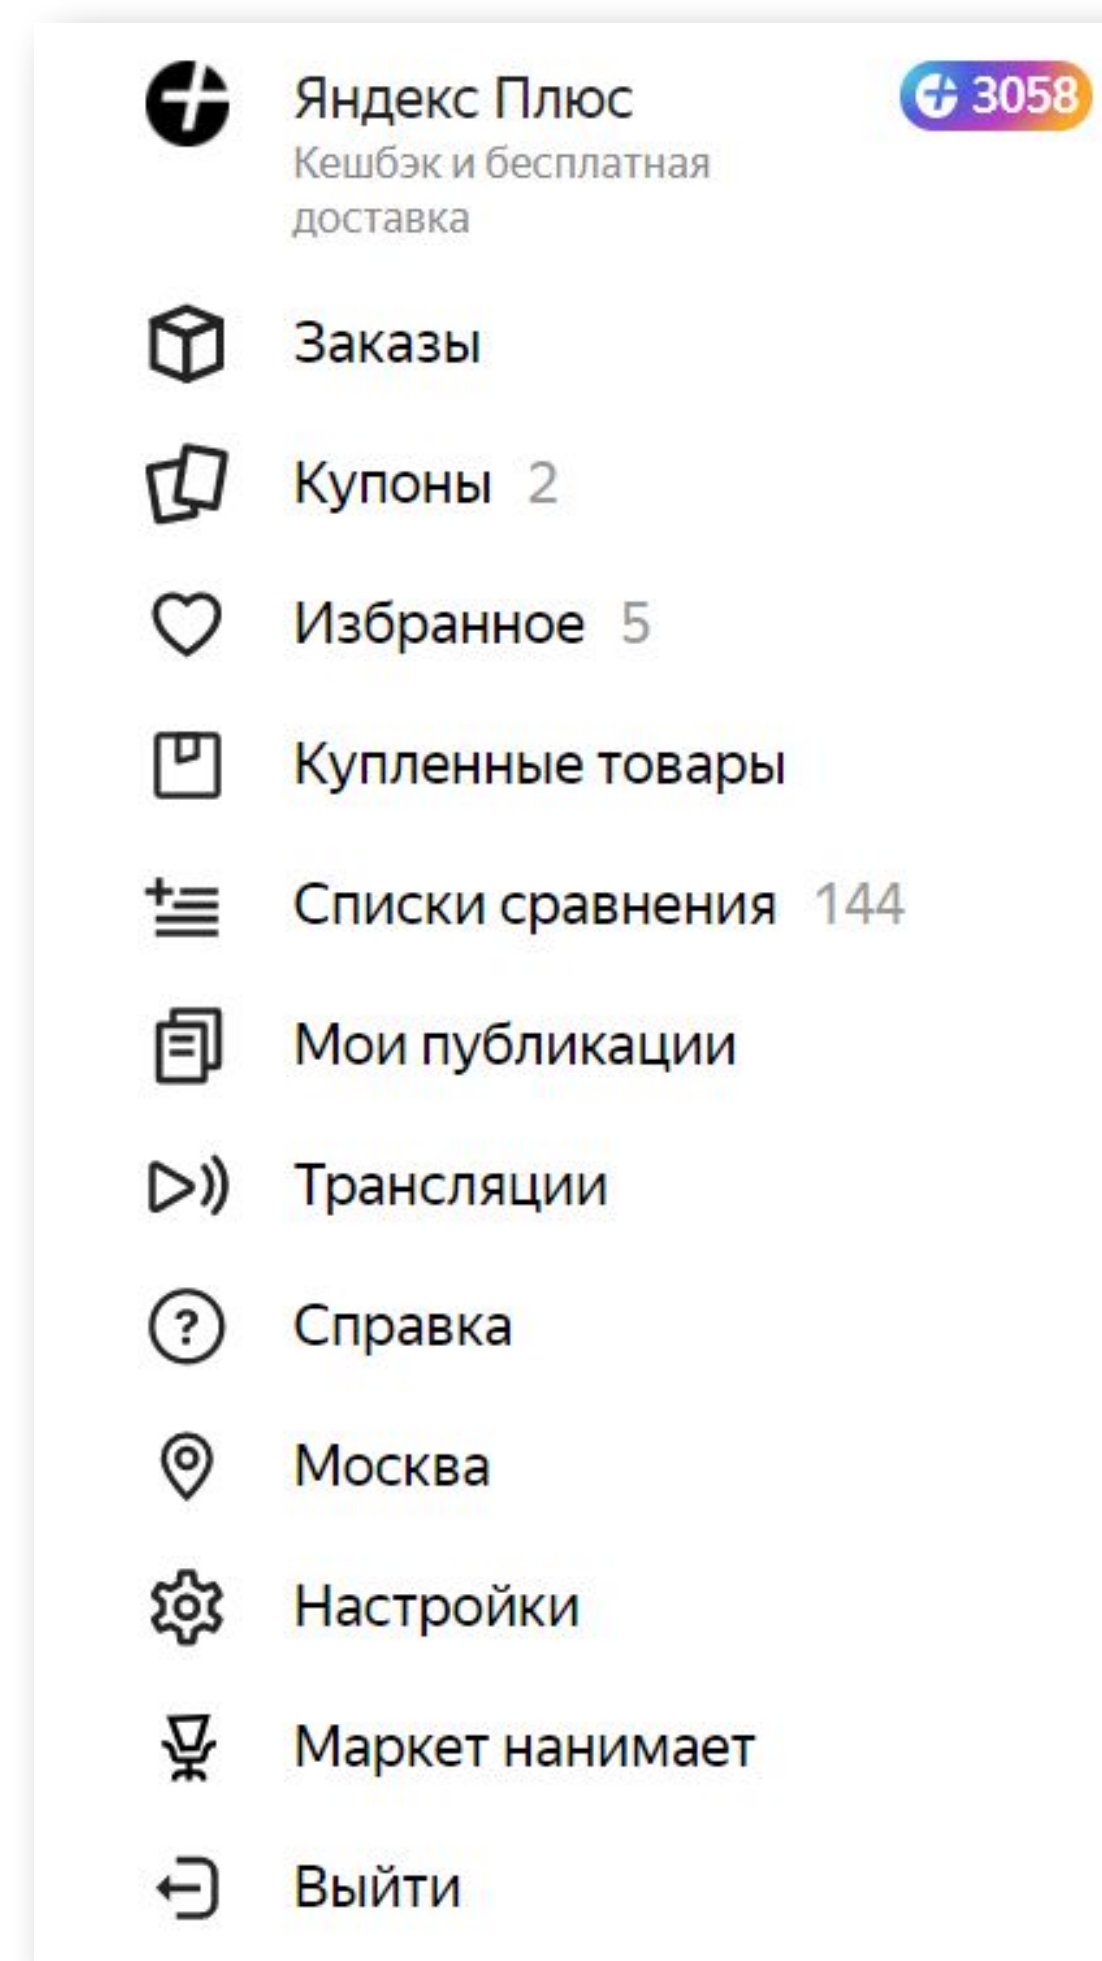 Яндекс Плюс 3058
Кешбэк и бесплатная
доставка
Заказы
Купоны 2
Избранное 5
Купленные товары
Списки сравнения 144
Мои публикации
Трансляции
? Справка
Москва
Настройки
Маркет нанимает
Выйти